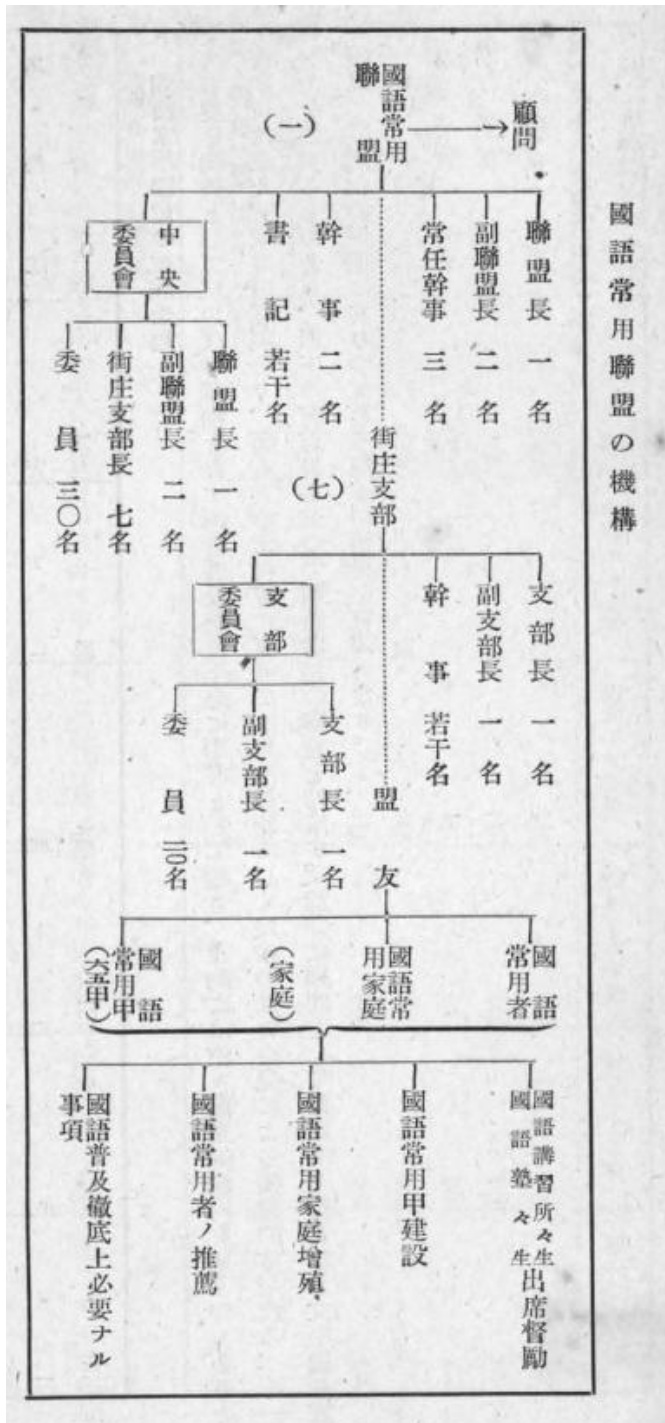 國語常用聯盟の機構
顧問
國語常用
聯盟
(一)
聯盟長 一名
副聯盟長 二名
常任幹事 三名
幹事 二名
書記 若干名
中央
委員會
聯盟長 一名
副聯盟長 二名
街庄支部長 七名
委員 三〇名
街庄支部
(七)
支部長 一名
副支部長 一名
幹事 若干名
支部
委員會
支部長 一名
副支部長 一名
委員 二〇名
盟友
國語
常用者
國語常
用家庭
(家庭)
國語
常用甲
(六五甲)
國語講習所々生
國語塾々生
出席督勵
國語常用甲建設
國語常用家庭增殖
國語常用者ノ推薦
國語普及徹底上必要ナル
事項